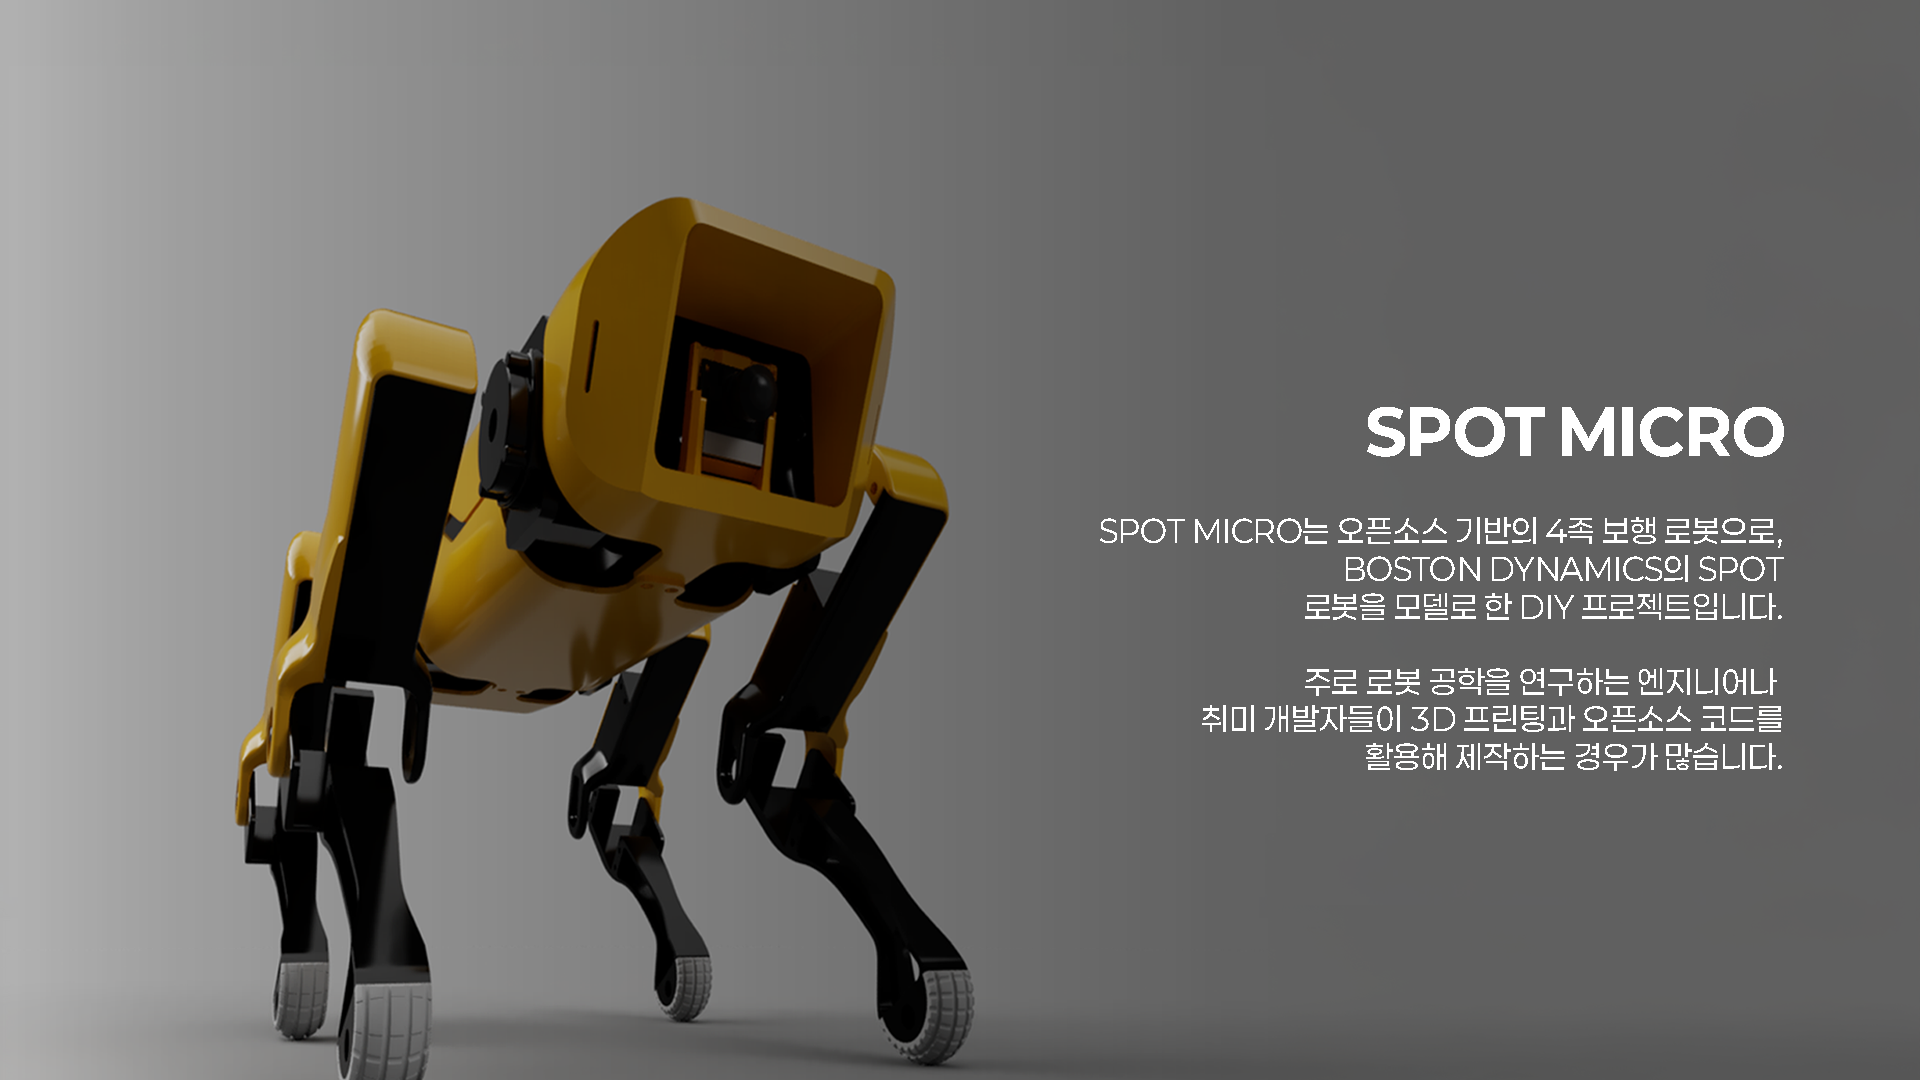 SPOT MICRO
SPOT MICRO는 오픈소스 기반의 4족 보행 로봇으로,
BOSTON DYNAMICS의 SPOT
로봇을 모델로 한 DIY 프로젝트입니다.
주로 로봇 공학을 연구하는 엔지니어나
취미 개발자들이 3D 프린팅과 오픈소스 코드를
활용해 제작하는 경우가 많습니다.